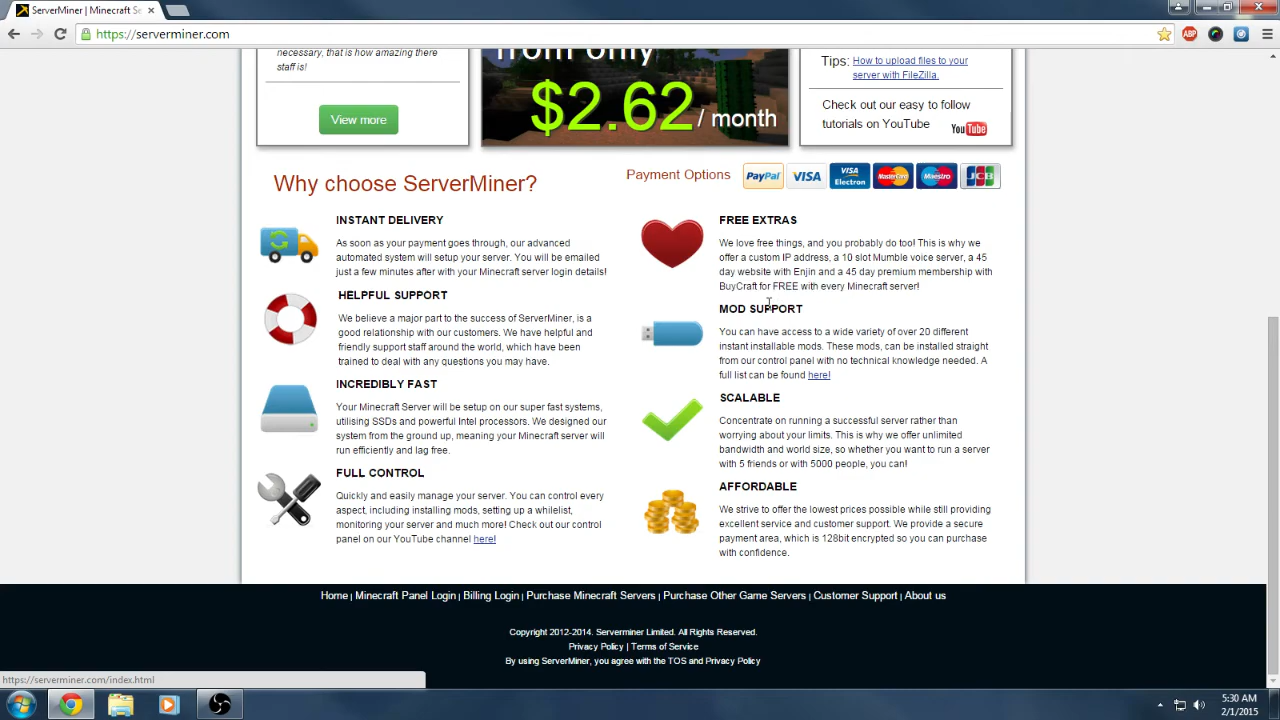 ServerMiner | Minecraft Se
https://serverminer.com
ABP
necessary, that is how amazing there
staff is!
View more
from only
$2.62 / month
Tips: How to upload files to your
server with FileZilla.
Check out our easy to follow
tutorials on YouTube
YouTube
Why choose ServerMiner?
Payment Options
PayPal
VISA
VISA Electron
MasterCard
Maestro
JCB
INSTANT DELIVERY
As soon as your payment goes through, our advanced
automated system will setup your server. You will be emailed
just a few minutes after with your Minecraft server login details!
HELPFUL SUPPORT
We believe a major part to the success of ServerMiner, is a
good relationship with our customers. We have helpful and
friendly support staff around the world, which have been
trained to deal with any questions you may have.
INCREDIBLY FAST
Your Minecraft Server will be setup on our super fast systems,
utilising SSDs and powerful Intel processors. We designed our
system from the ground up, meaning your Minecraft server will
run efficiently and lag free.
FULL CONTROL
Quickly and easily manage your server. You can control every
aspect, including installing mods, setting up a whilelist,
monitoring your server and much more! Check out our control
panel on our YouTube channel here!
FREE EXTRAS
We love free things, and you probably do too! This is why we
offer a custom IP address, a 10 slot Mumble voice server, a 45
day website with Enjin and a 45 day premium membership with
BuyCraft for FREE with every Minecraft server!
MOD SUPPORT
You can have access to a wide variety of over 20 different
instant installable mods. These mods, can be installed straight
from our control panel with no technical knowledge needed. A
full list can be found here!
SCALABLE
Concentrate on running a successful server rather than
worrying about your limits. This is why we offer unlimited
bandwidth and world size, so whether you want to run a server
with 5 friends or with 5000 people, you can!
AFFORDABLE
We strive to offer the lowest prices possible while still providing
excellent service and customer support. We provide a secure
payment area, which is 128bit encrypted so you can purchase
with confidence.
Home | Minecraft Panel Login | Billing Login | Purchase Minecraft Servers | Purchase Other Game Servers | Customer Support | About us
Copyright 2012-2014. Serverminer Limited. All Rights Reserved.
Privacy Policy | Terms of Service
By using ServerMiner, you agree with the TOS and Privacy Policy
https://serverminer.com/index.html
5:30 AM
2/1/2015